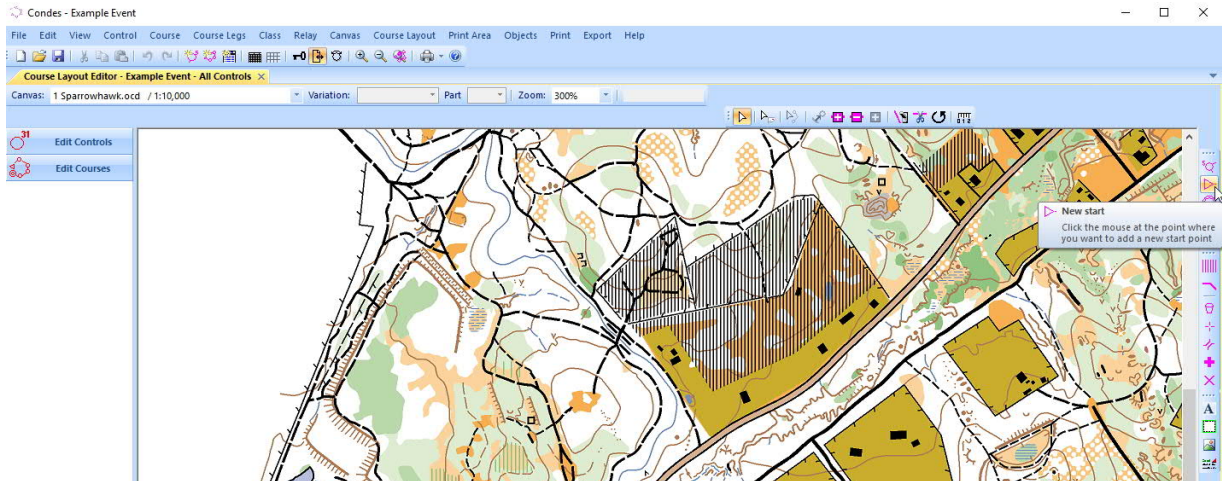 Condes - Example Event
File Edit View Control Course Course Legs Class Relay Canvas Course Layout Print Area Objects Print Export Help
Course Layout Editor - Example Event - All Controls
Canvas: 1 Sparrowhawk.ocd / 1:10,000 Variation: Part Zoom: 300%
31
Edit Controls
Edit Courses
New start
Click the mouse at the point where
you want to add a new start point
A